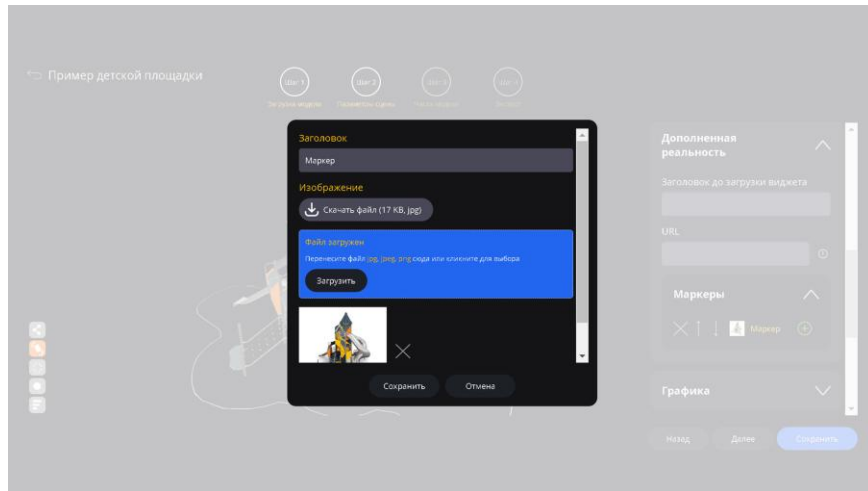 Пример детской площадки
Шаг 1
Шаг 2
Загрузка модели
Параметры сцены
Заголовок
Маркер
Изображение
Скачать файл (17 KB, jpg)
Файл загружен
Перенесите файл jpg, jpeg, png сюда или кликните для выбора
Загрузить
Сохранить
Отмена
Дополненная
реальность
Заголовок до загрузки виджета
URL
Маркеры
Маркер
Графика
Назад
Далее
Сохранить